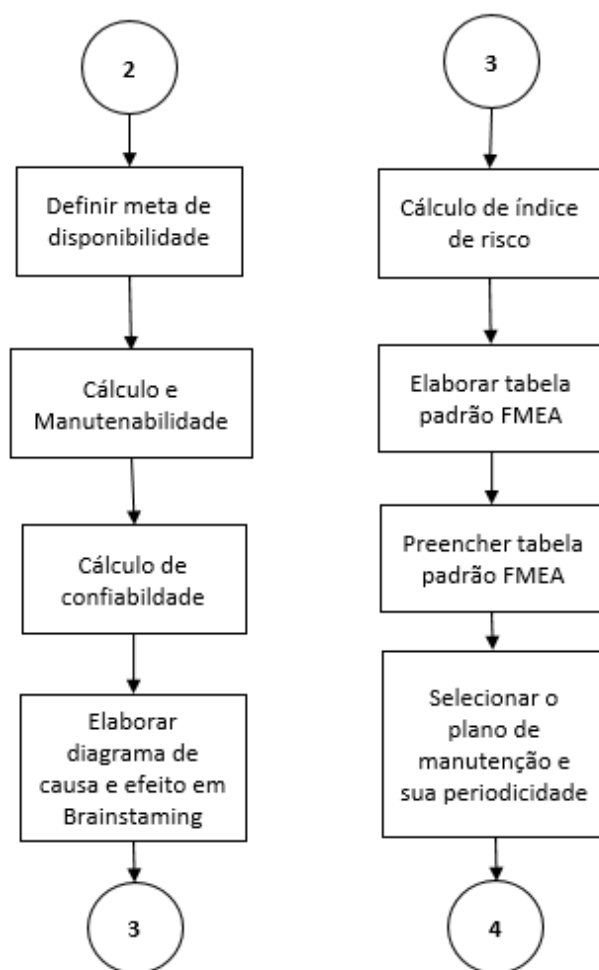 2
Definir meta de
disponibilidade
Cálculo e
Manutenabilidade
Cálculo de
confiabildade
Elaborar
diagrama de
causa e efeito em
Brainstaming
3
3
Cálculo de índice
de risco
Elaborar tabela
padrão FMEA
Preencher tabela
padrão FMEA
Selecionar o
plano de
manutenção e
sua periodicidade
4